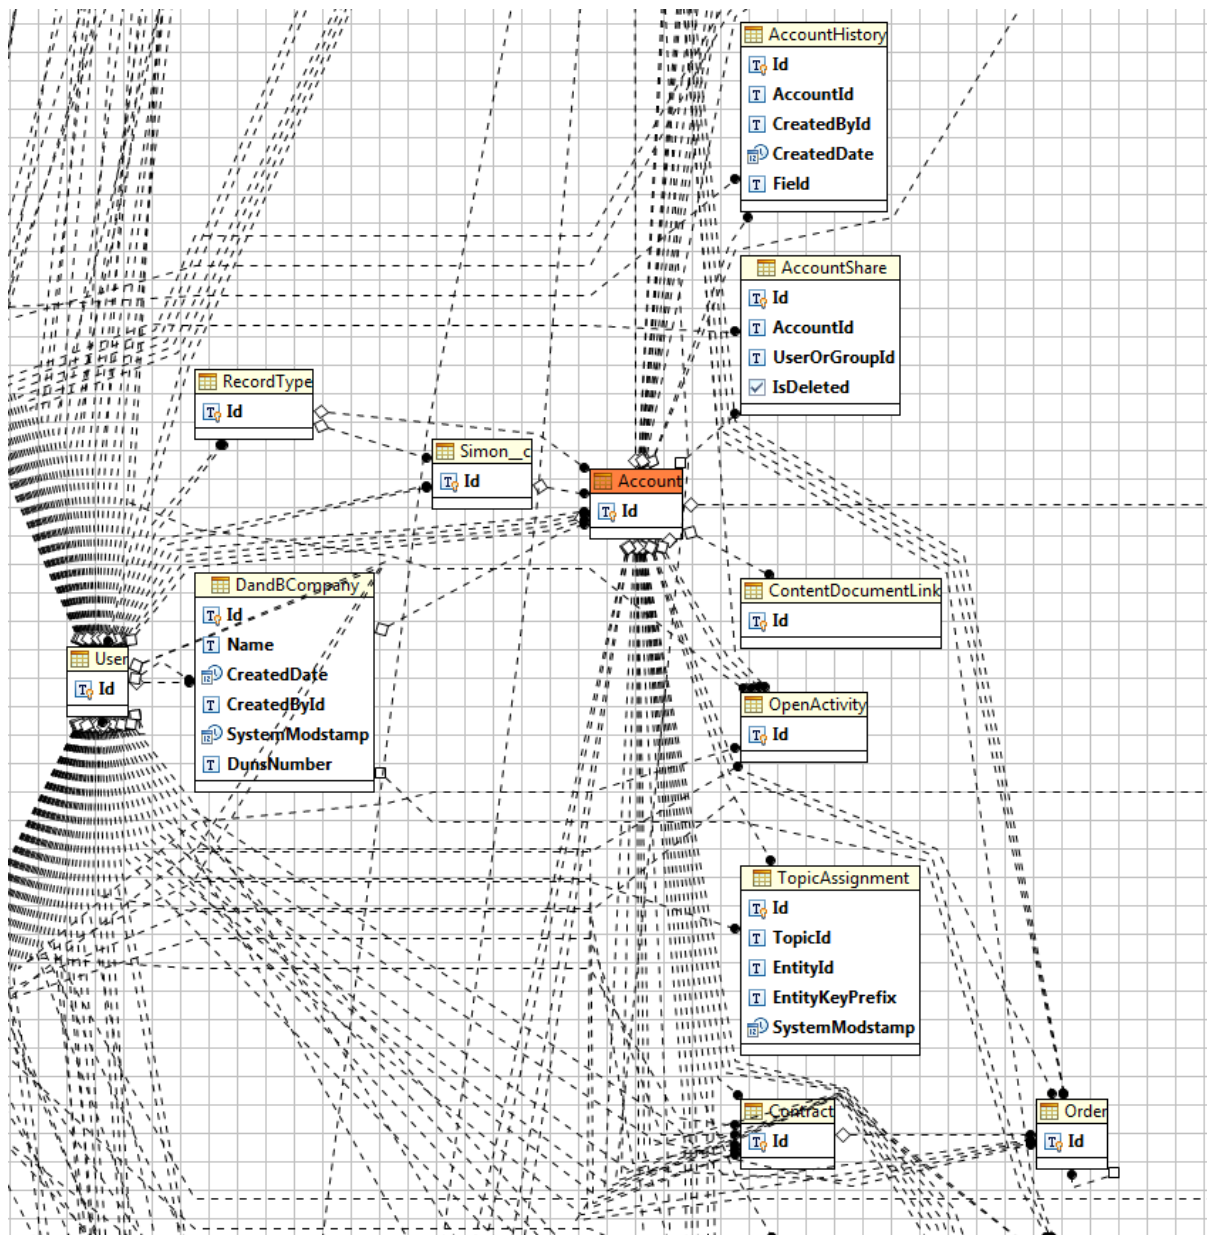 AccountHistory
Id
AccountId
CreatedById
CreatedDate
Field
AccountShare
Id
AccountId
UserOrGroupId
IsDeleted
RecordType
Id
Simon__c
Id
Account
Id
DandBCompany
Id
Name
CreatedDate
CreatedById
SystemModstamp
DunsNumber
ContentDocumentLink
Id
User
Id
OpenActivity
Id
TopicAssignment
Id
TopicId
EntityId
EntityKeyPrefix
SystemModstamp
Contract
Id
Order
Id